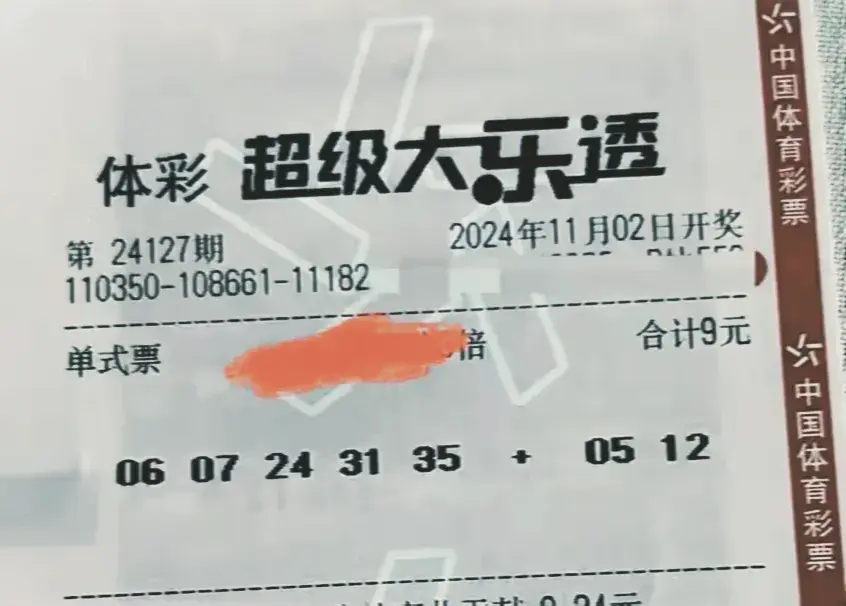 体彩 超级大乐透
第 24127期 2024年11月02日开奖
110350-108661-11182
单式票 倍 合计9元
06 07 24 31 35 + 05 12
中国体育彩票
中国体育彩票